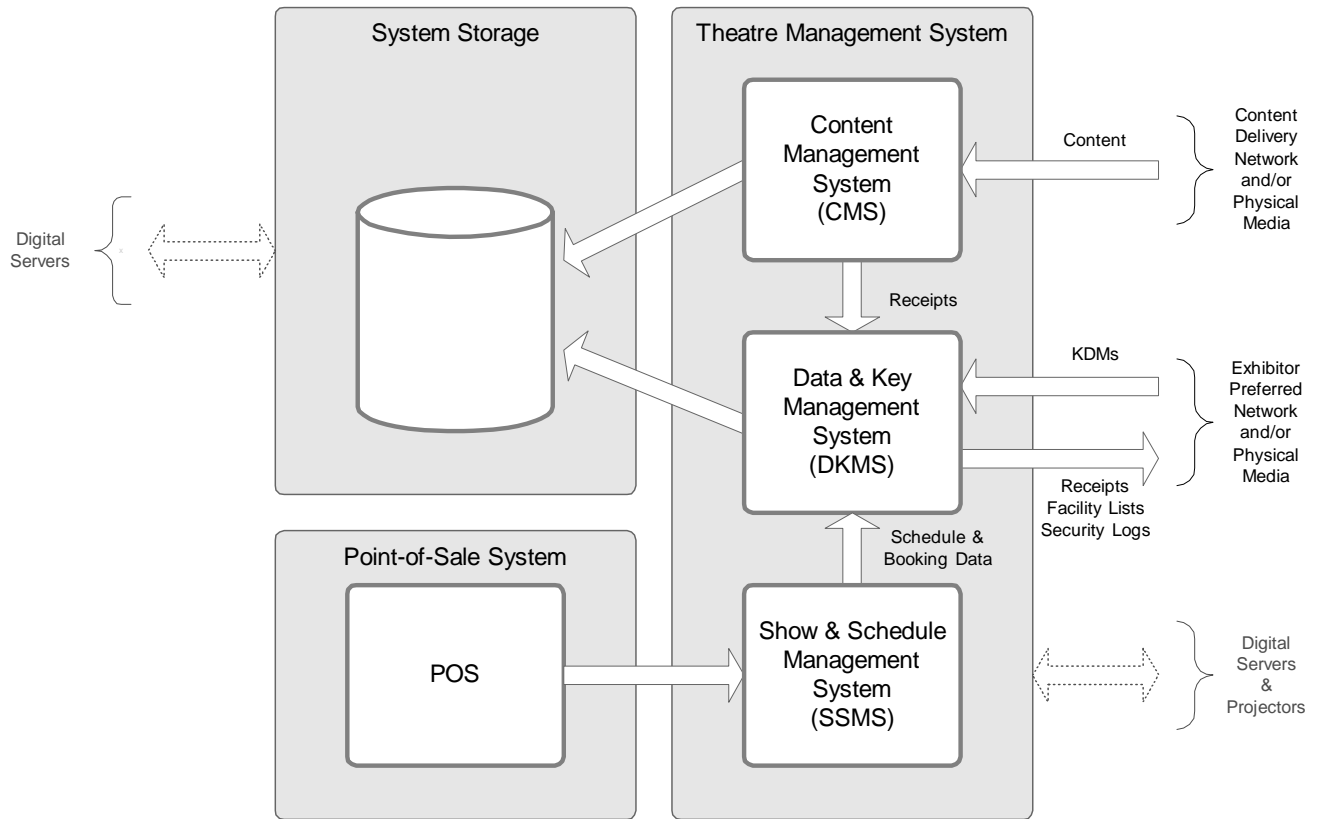 System Storage
Theatre Management System
Content
Management
System
(CMS)
Content
Content
Delivery
Network
and/or
Physical
Media
Digital
Servers
Receipts
Data & Key
Management
System
(DKMS)
KDMs
Receipts
Facility Lists
Security Logs
Exhibitor
Preferred
Network
and/or
Physical
Media
Schedule &
Booking Data
Point-of-Sale System
POS
Show & Schedule
Management
System
(SSMS)
Digital
Servers
&
Projectors